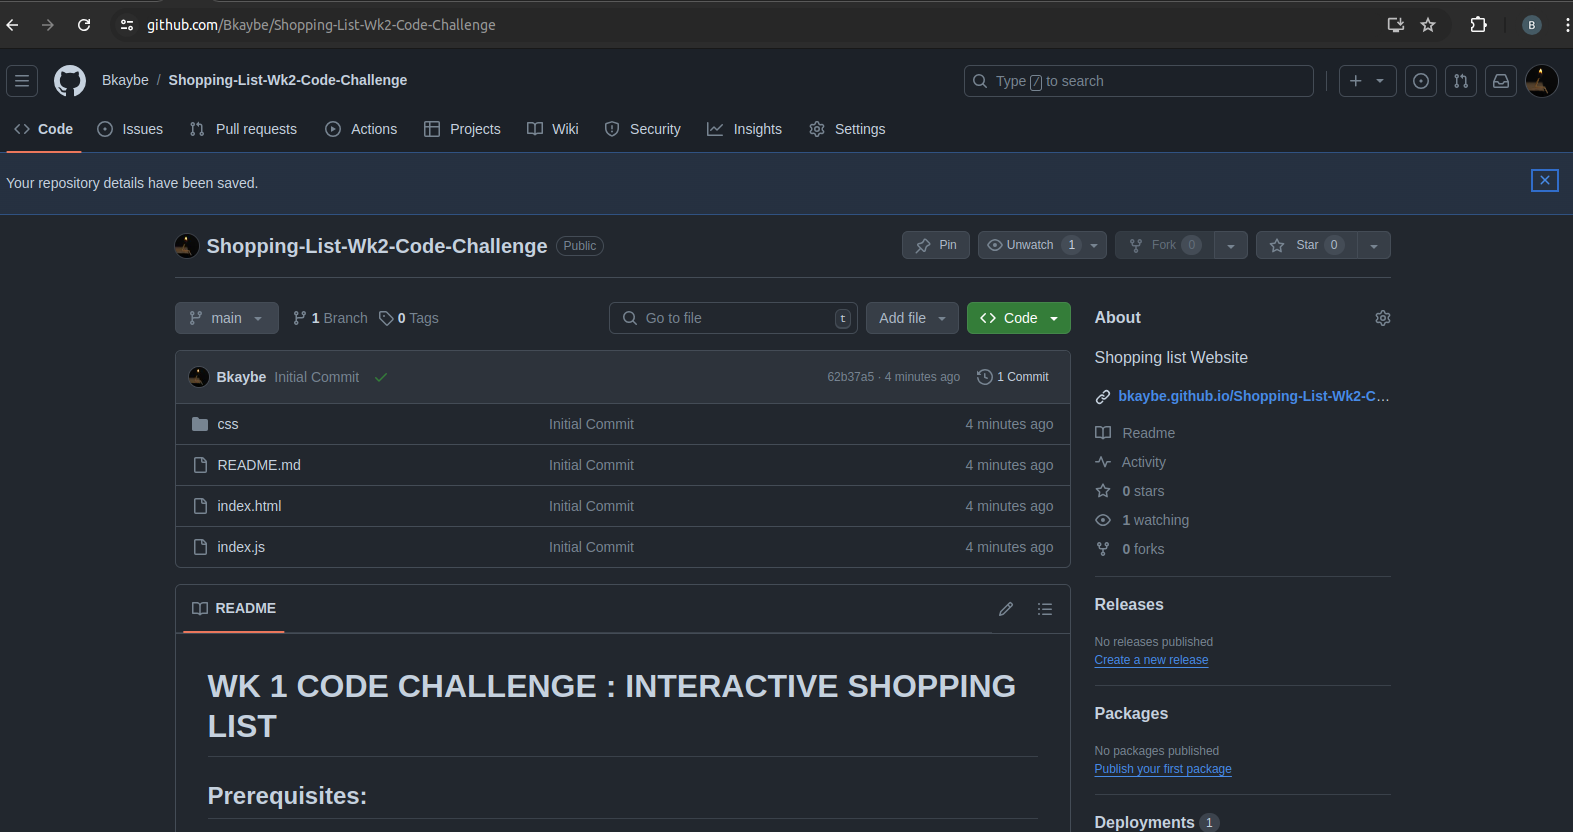 github.com/Bkaybe/Shopping-List-Wk2-Code-Challenge
B
Bkaybe / Shopping-List-Wk2-Code-Challenge
Type / to search
Code Issues Pull requests Actions Projects Wiki Security Insights Settings
Your repository details have been saved.
Shopping-List-Wk2-Code-Challenge Public
Pin Unwatch 1 Fork 0 Star 0
main 1 Branch 0 Tags Go to file t Add file Code
Bkaybe Initial Commit 62b37a5 · 4 minutes ago 1 Commit
css Initial Commit 4 minutes ago
README.md Initial Commit 4 minutes ago
index.html Initial Commit 4 minutes ago
index.js Initial Commit 4 minutes ago
README
WK 1 CODE CHALLENGE : INTERACTIVE SHOPPING
LIST
Prerequisites:
About
Shopping list Website
bkaybe.github.io/Shopping-List-Wk2-C...
Readme
Activity
0 stars
1 watching
0 forks
Releases
No releases published
Create a new release
Packages
No packages published
Publish your first package
Deployments 1